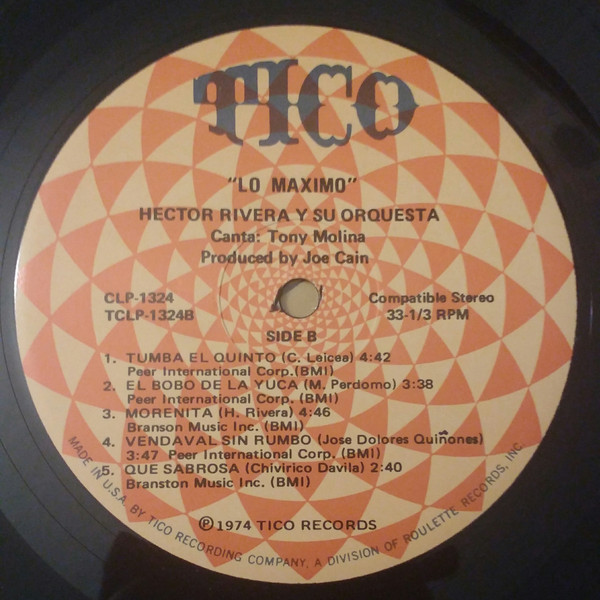 TICO
"LO MAXIMO"
HECTOR RIVERA Y SU ORQUESTA
Canta: Tony Molina
Produced by Joe Cain
CLP-1324
TCLP-1324B
Compatible Stereo
33-1/3 RPM
SIDE B
1. TUMBA EL QUINTO (C. Leicea) 4:42
Peer International Corp.(BMI)
2. EL BOBO DE LA YUCA (M. Perdomo) 3:38
Peer International Corp. (BMI)
3. MORENITA (H. Rivera) 4:46
Branson Music Inc. (BMI)
4. VENDAVAL SIN RUMBO (Jose Dolores Quiñones)
3:47 Peer International Corp. (BMI)
5. QUE SABROSA (Chivirico Davila) 2:40
Branston Music Inc. (BMI)
℗1974 TICO RECORDS
MADE IN U.S.A. BY TICO RECORDING COMPANY, A DIVISION OF ROULETTE RECORDS, INC.